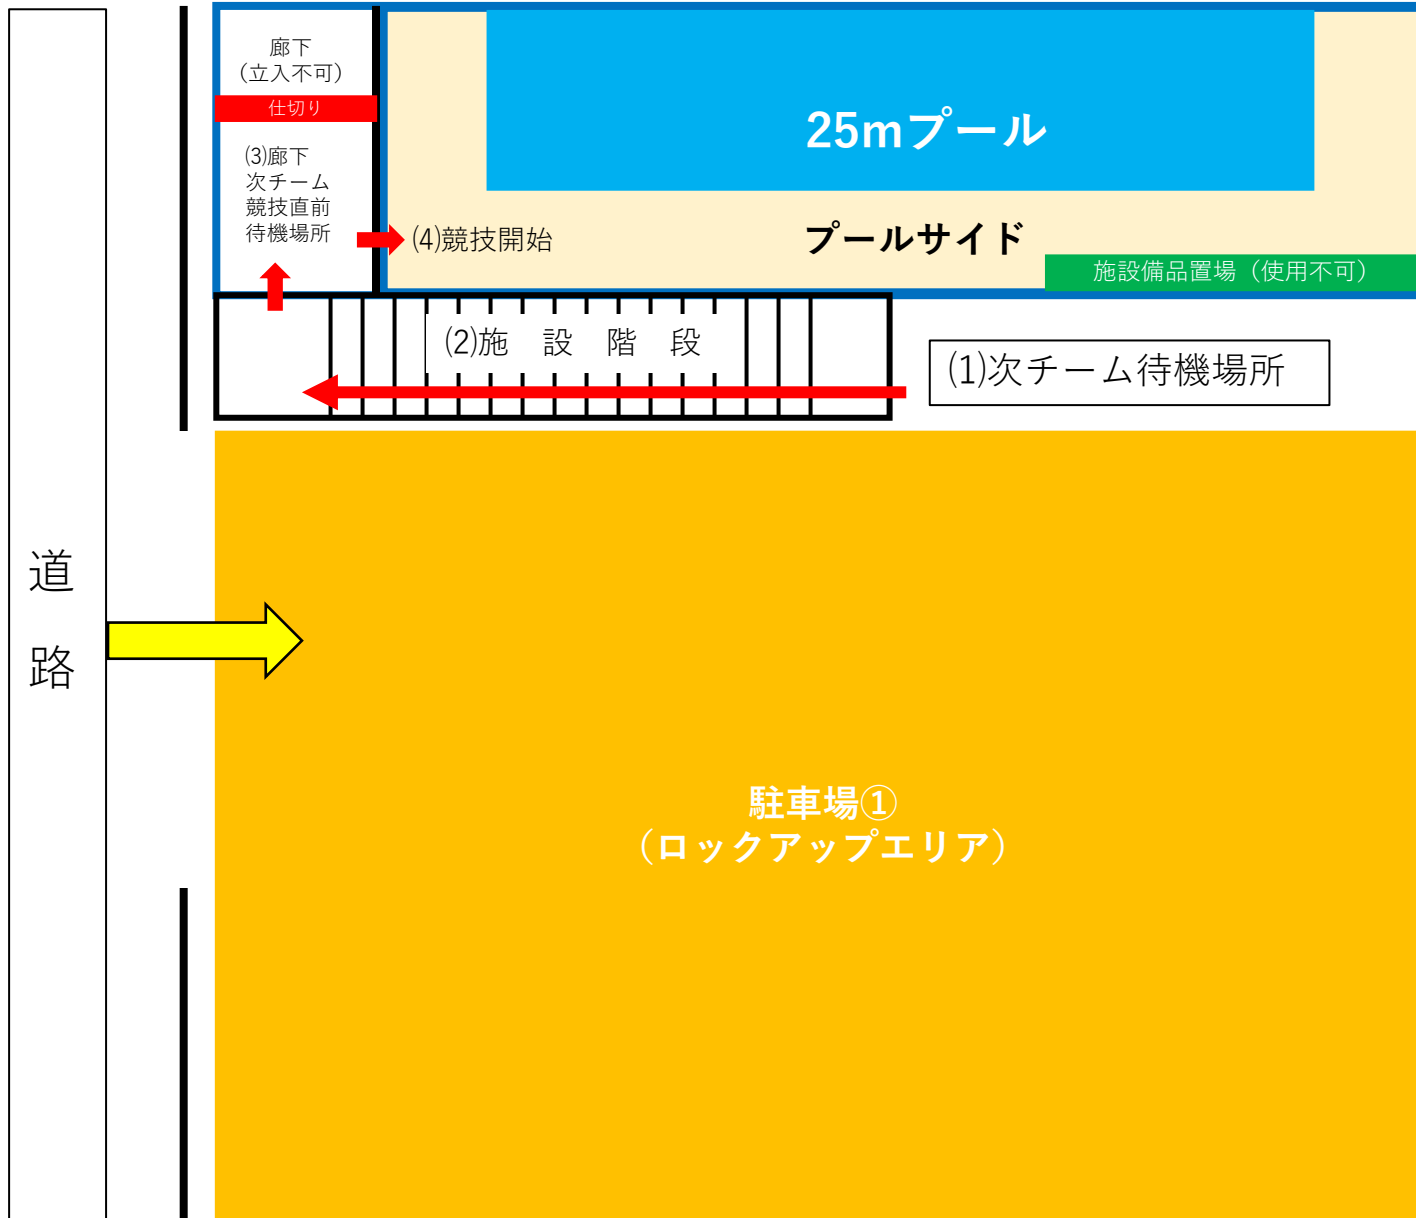 廊下
(立入不可)
仕切り
25mプール
⑶廊下
次チーム
競技直前
待機場所
⑷競技開始
プールサイド
施設備品置場（使用不可）
⑵施　設　階　段
⑴次チーム待機場所
道
路
駐車場①
（ロックアップエリア）